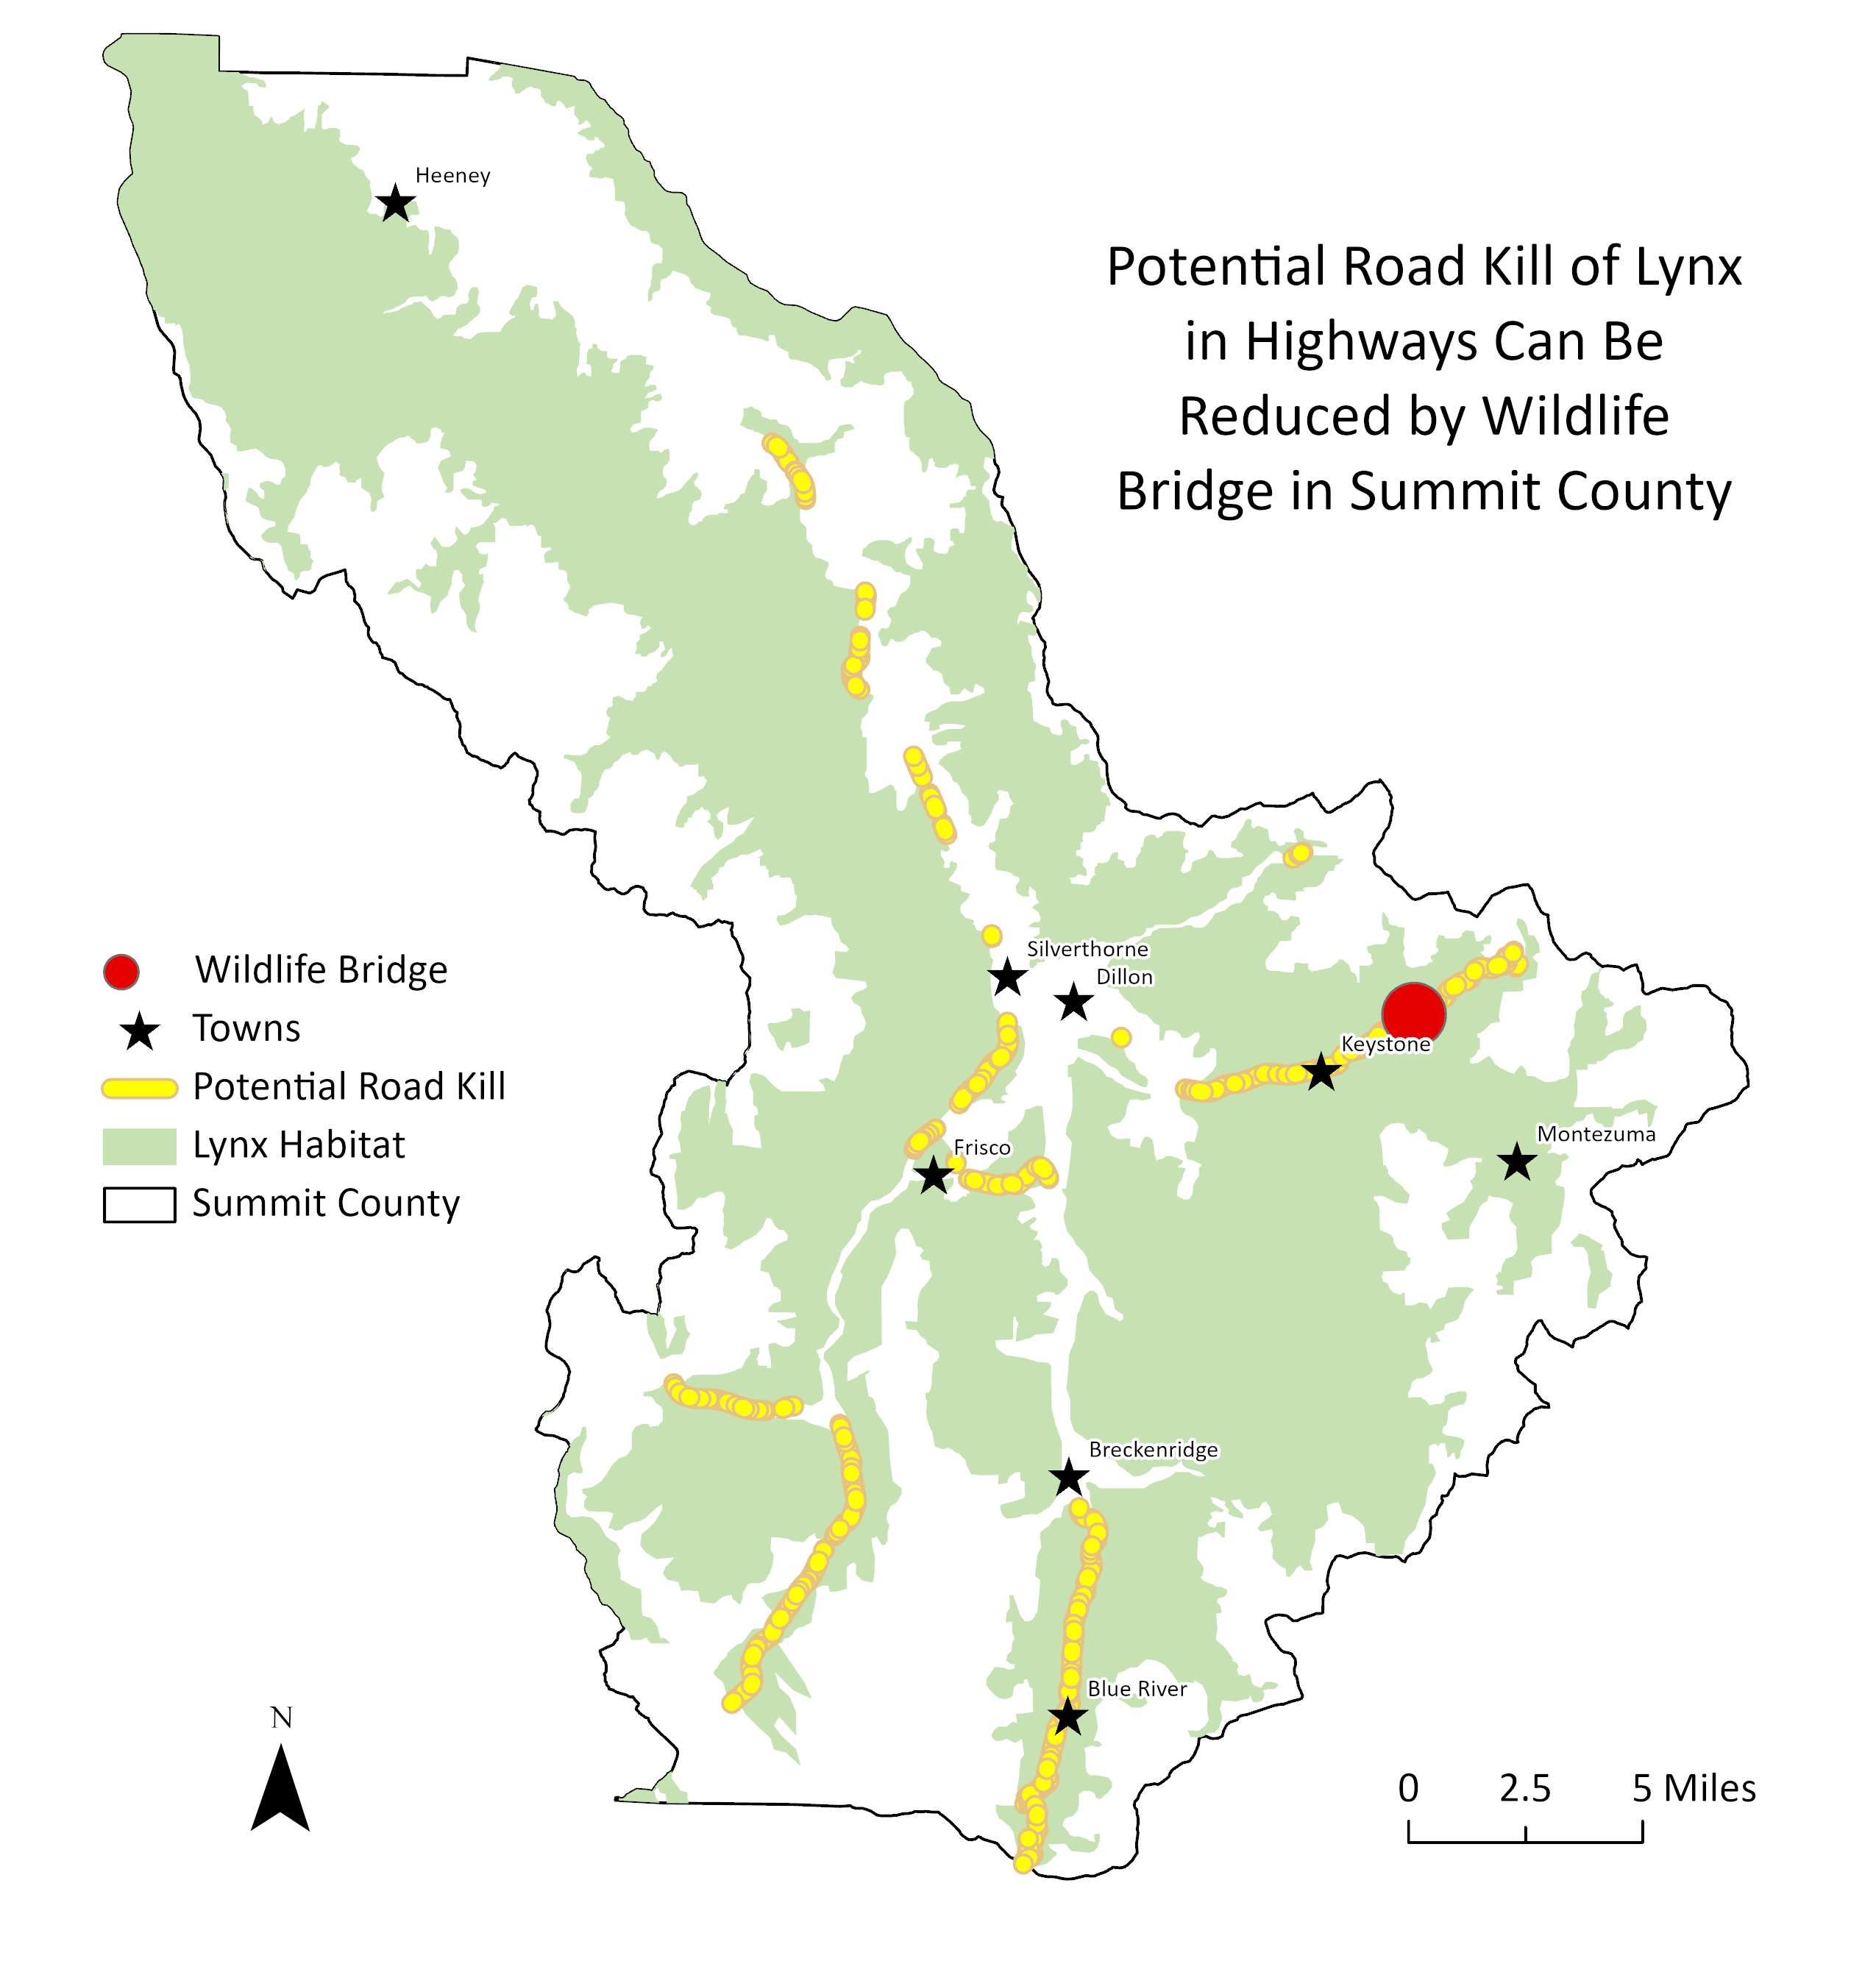 Heeney
Potential Road Kill of Lynx
in Highways Can Be
Reduced by Wildlife
Bridge in Summit County
Silverthorne
Dillon
Keystone
Montezuma
Frisco
Breckenridge
Blue River
Wildlife Bridge
Towns
Potential Road Kill
Lynx Habitat
Summit County
N
0 2.5 5 Miles